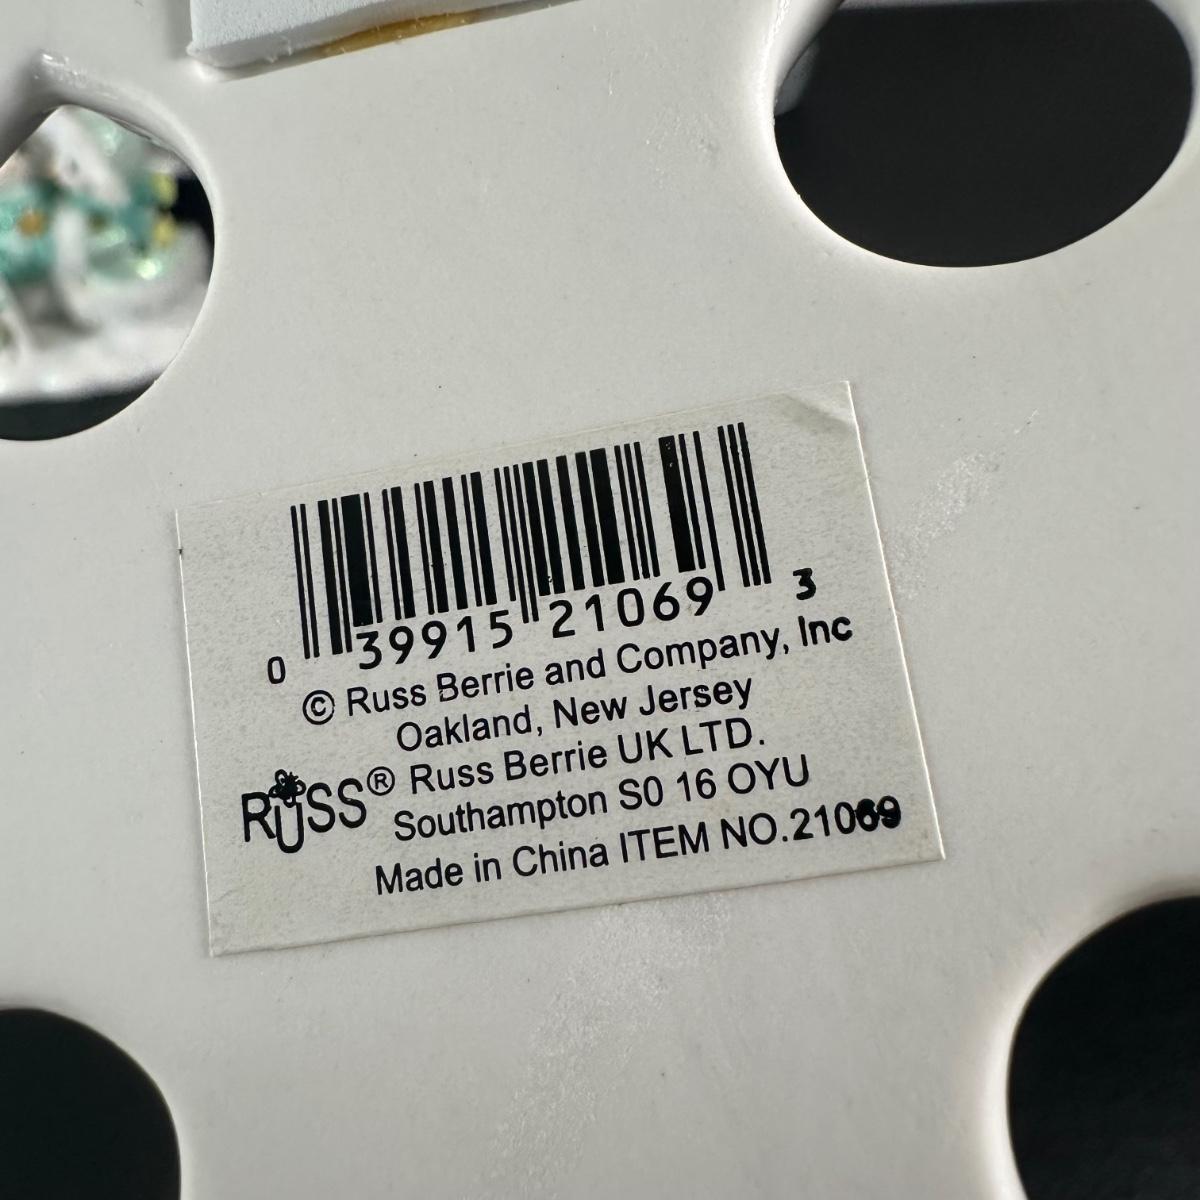 0 39915 21069 3
© Russ Berrie and Company, Inc
Oakland, New Jersey
RUSS® Russ Berrie UK LTD.
Southampton S0 16 OYU
Made in China ITEM NO.21069